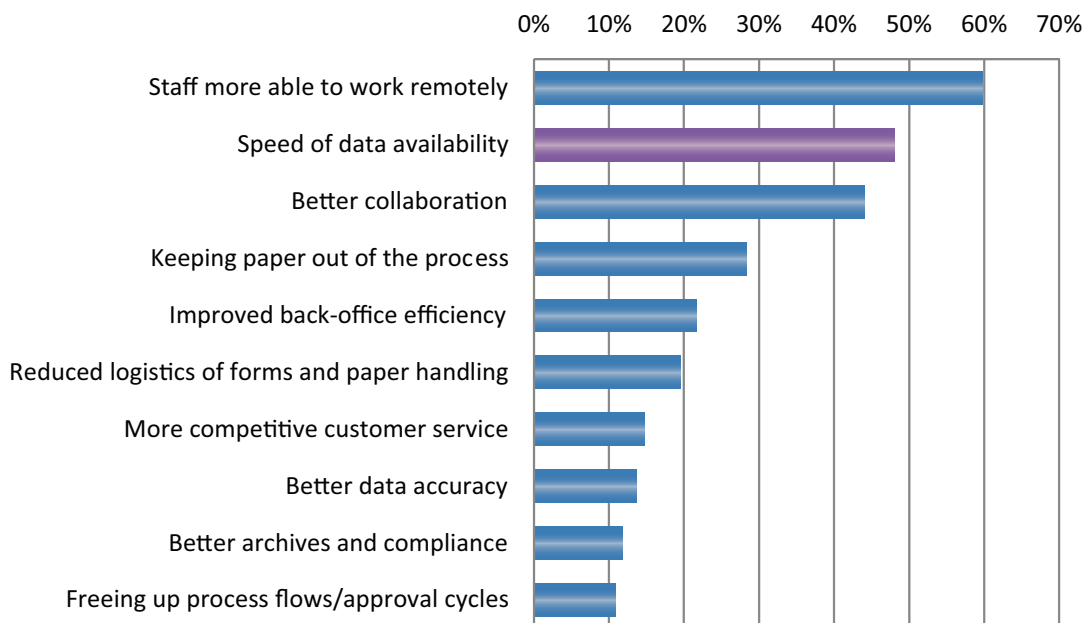 0% 10% 20% 30% 40% 50% 60% 70%
Staff more able to work remotely
Speed of data availability
Better collaboration
Keeping paper out of the process
Improved back-office efficiency
Reduced logistics of forms and paper handling
More competitive customer service
Better data accuracy
Better archives and compliance
Freeing up process flows/approval cycles